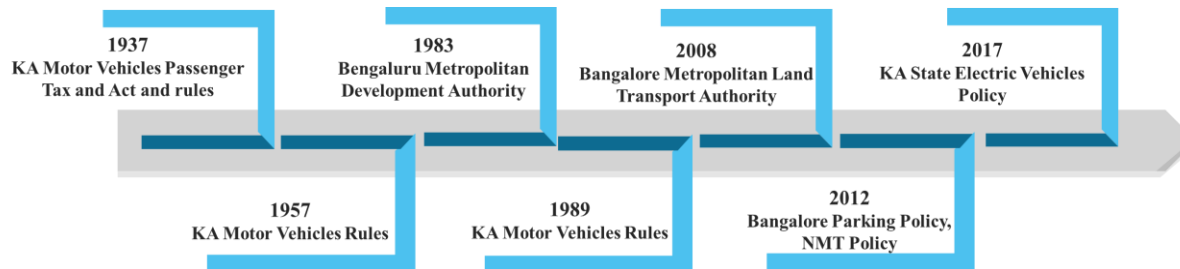 1937
KA Motor Vehicles Passenger
Tax and Act and rules
1957
KA Motor Vehicles Rules
1983
Bengaluru Metropolitan
Development Authority
1989
KA Motor Vehicles Rules
2008
Bangalore Metropolitan Land
Transport Authority
2012
Bangalore Parking Policy,
NMT Policy
2017
KA State Electric Vehicles
Policy